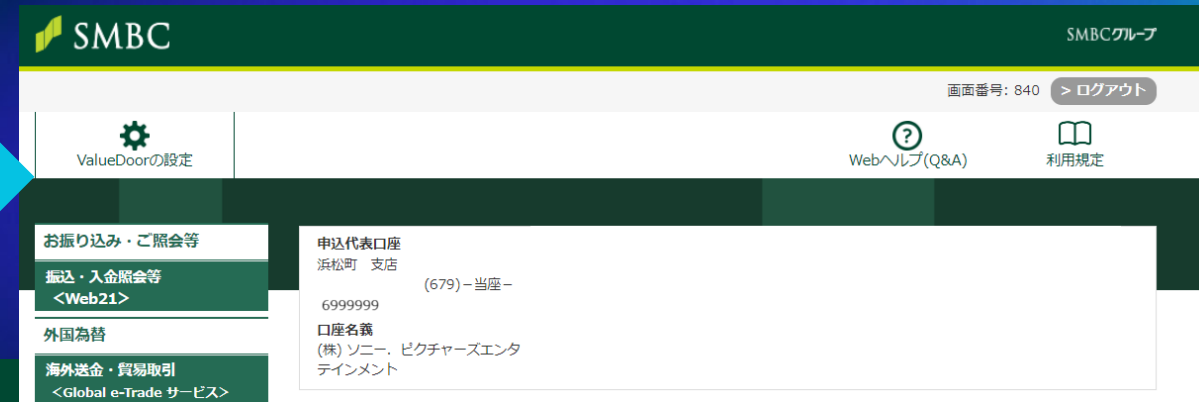 SMBC
SMBCグループ
画面番号: 840 > ログアウト
ValueDoorの設定
Webヘルプ(Q&A)
利用規定
お振り込み・ご照会等
振込・入金照会等
<Web21>
外国為替
海外送金・貿易取引
<Global e-Trade サービス>
申込代表口座
浜松町 支店
(679)−当座−
6999999
口座名義
(株) ソニー．ピクチャーズエンタ
テインメント